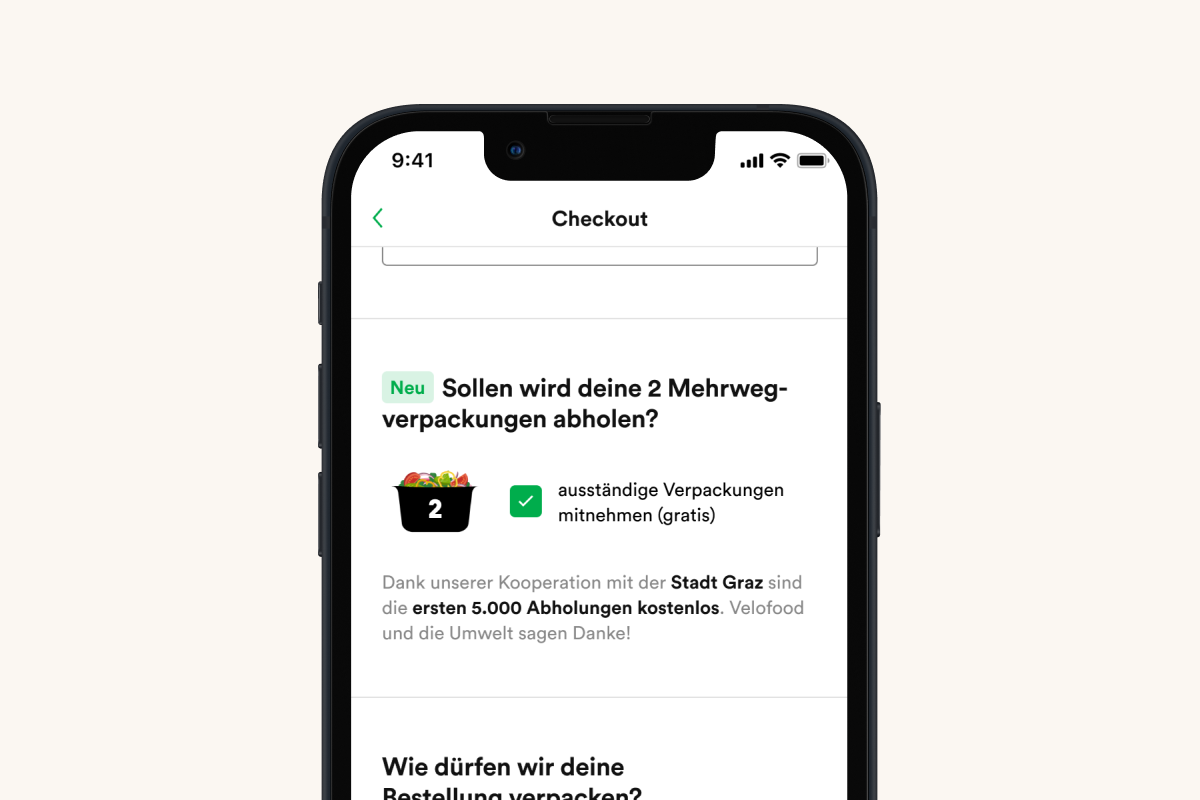 9:41
Checkout
Neu Sollen wird deine 2 Mehrweg-
verpackungen abholen?
2
ausständige Verpackungen
mitnehmen (gratis)
Dank unserer Kooperation mit der Stadt Graz sind
die ersten 5.000 Abholungen kostenlos. Velofood
und die Umwelt sagen Danke!
Wie dürfen wir deine
Bestellung verpacken?